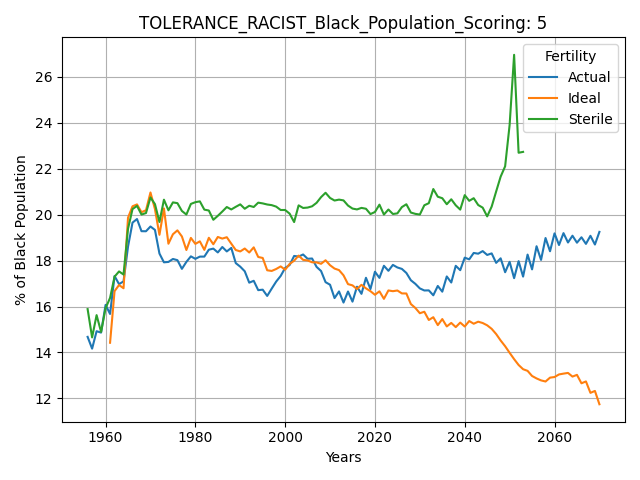 TOLERANCE_RACIST_Black_Population_Scoring: 5
Fertility
Actual
Ideal
Sterile
26
24
22
20
18
16
14
12
% of Black Population
1960
1980
2000
2020
2040
2060
Years